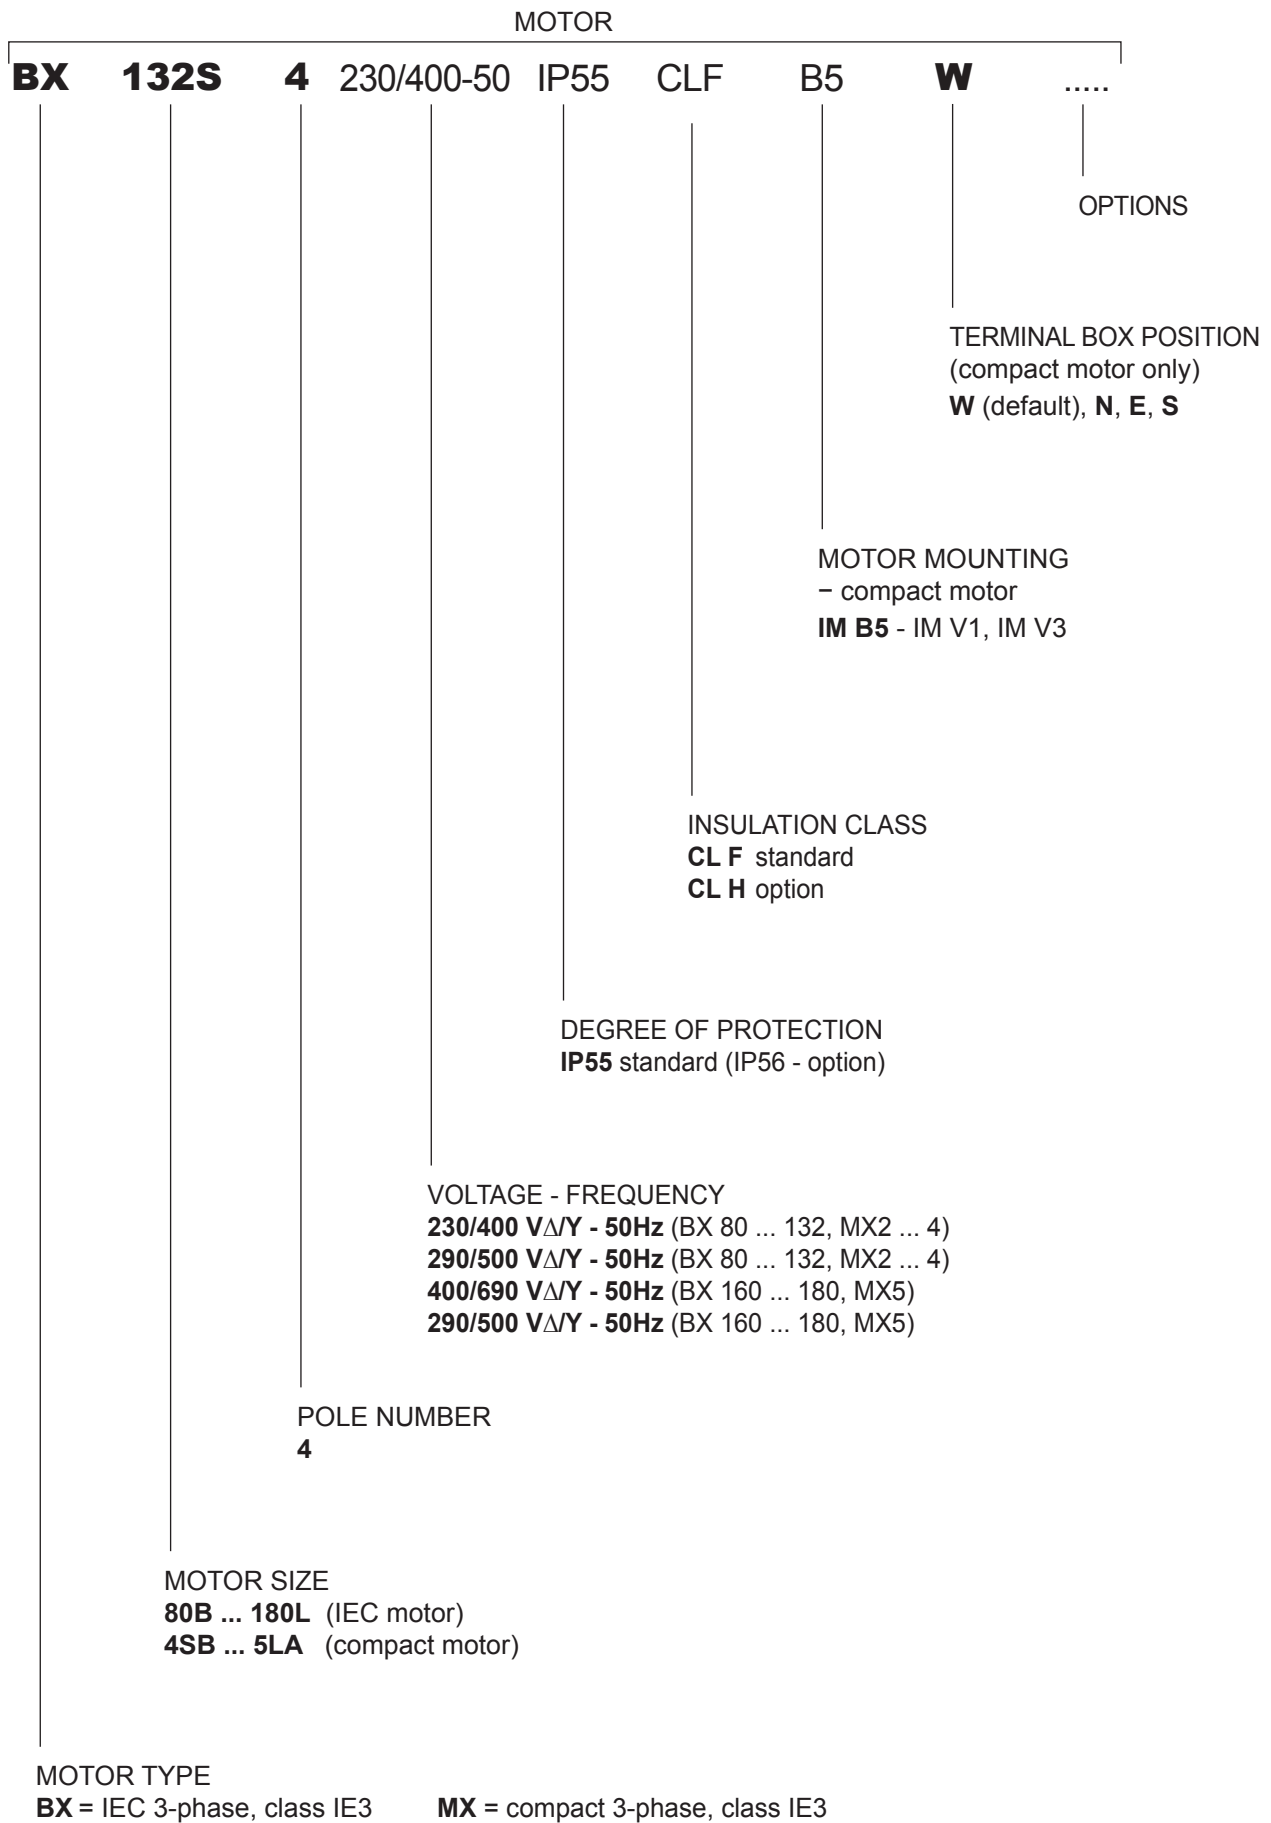 MOTOR
BX 132S 4 230/400-50 IP55 CLF B5 W .....
OPTIONS
TERMINAL BOX POSITION
(compact motor only)
W (default), N, E, S
MOTOR MOUNTING
− compact motor
IM B5 - IM V1, IM V3
INSULATION CLASS
CL F standard
CL H option
DEGREE OF PROTECTION
IP55 standard (IP56 - option)
VOLTAGE - FREQUENCY
230/400 V∆/Y - 50Hz (BX 80 ... 132, MX2 ... 4)
290/500 V∆/Y - 50Hz (BX 80 ... 132, MX2 ... 4)
400/690 V∆/Y - 50Hz (BX 160 ... 180, MX5)
290/500 V∆/Y - 50Hz (BX 160 ... 180, MX5)
POLE NUMBER
4
MOTOR SIZE
80B ... 180L (IEC motor)
4SB ... 5LA (compact motor)
MOTOR TYPE
BX = IEC 3-phase, class IE3 MX = compact 3-phase, class IE3